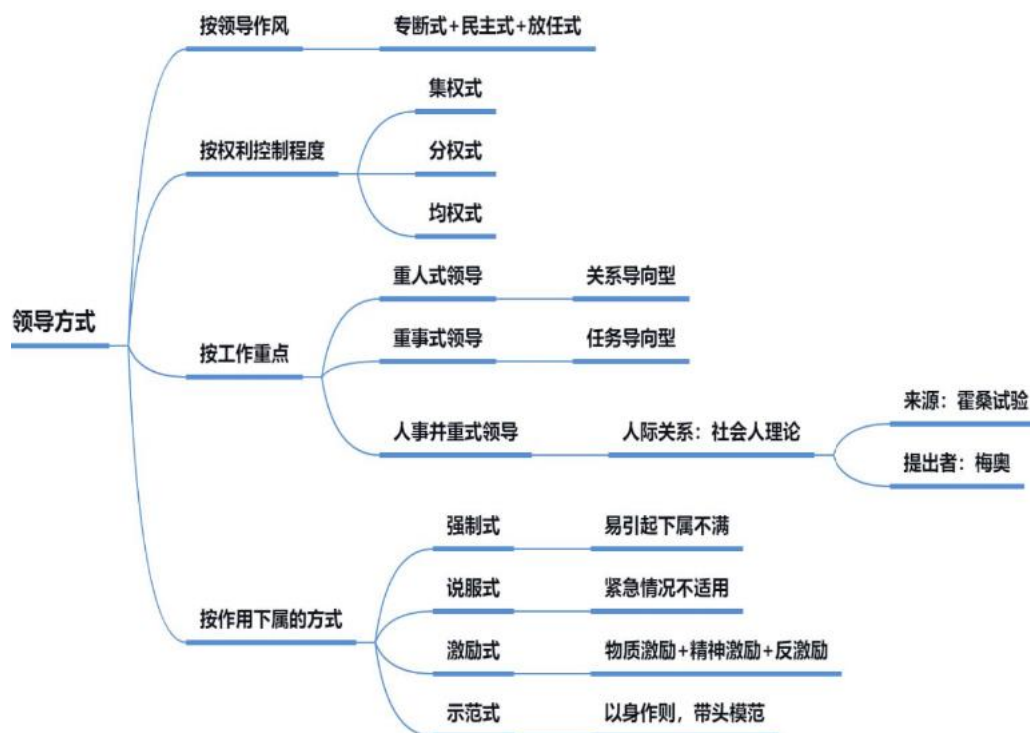 按领导作风
专断式+民主式+放任式
集权式
按权利控制程度
分权式
均权式
重人式领导
关系导向型
领导方式
按工作重点
重事式领导
任务导向型
人事并重式领导
人际关系：社会人理论
来源：霍桑试验
提出者：梅奥
强制式
易引起下属不满
说服式
紧急情况不适用
按作用下属的方式
激励式
物质激励+精神激励+反激励
示范式
以身作则，带头模范